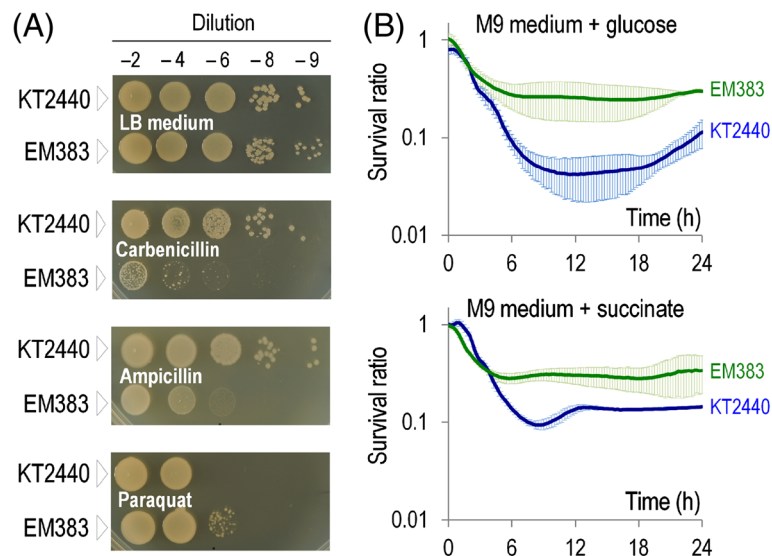 (A)
Dilution
–2 –4 –6 –8 –9
KT2440
LB medium
EM383
KT2440
Carbenicillin
EM383
KT2440
Ampicillin
EM383
KT2440
Paraquat
EM383
(B)
M9 medium + glucose
Survival ratio
1
0.1
0.01
EM383
KT2440
Time (h)
0 6 12 18 24
M9 medium + succinate
Survival ratio
1
0.1
0.01
EM383
KT2440
Time (h)
0 6 12 18 24